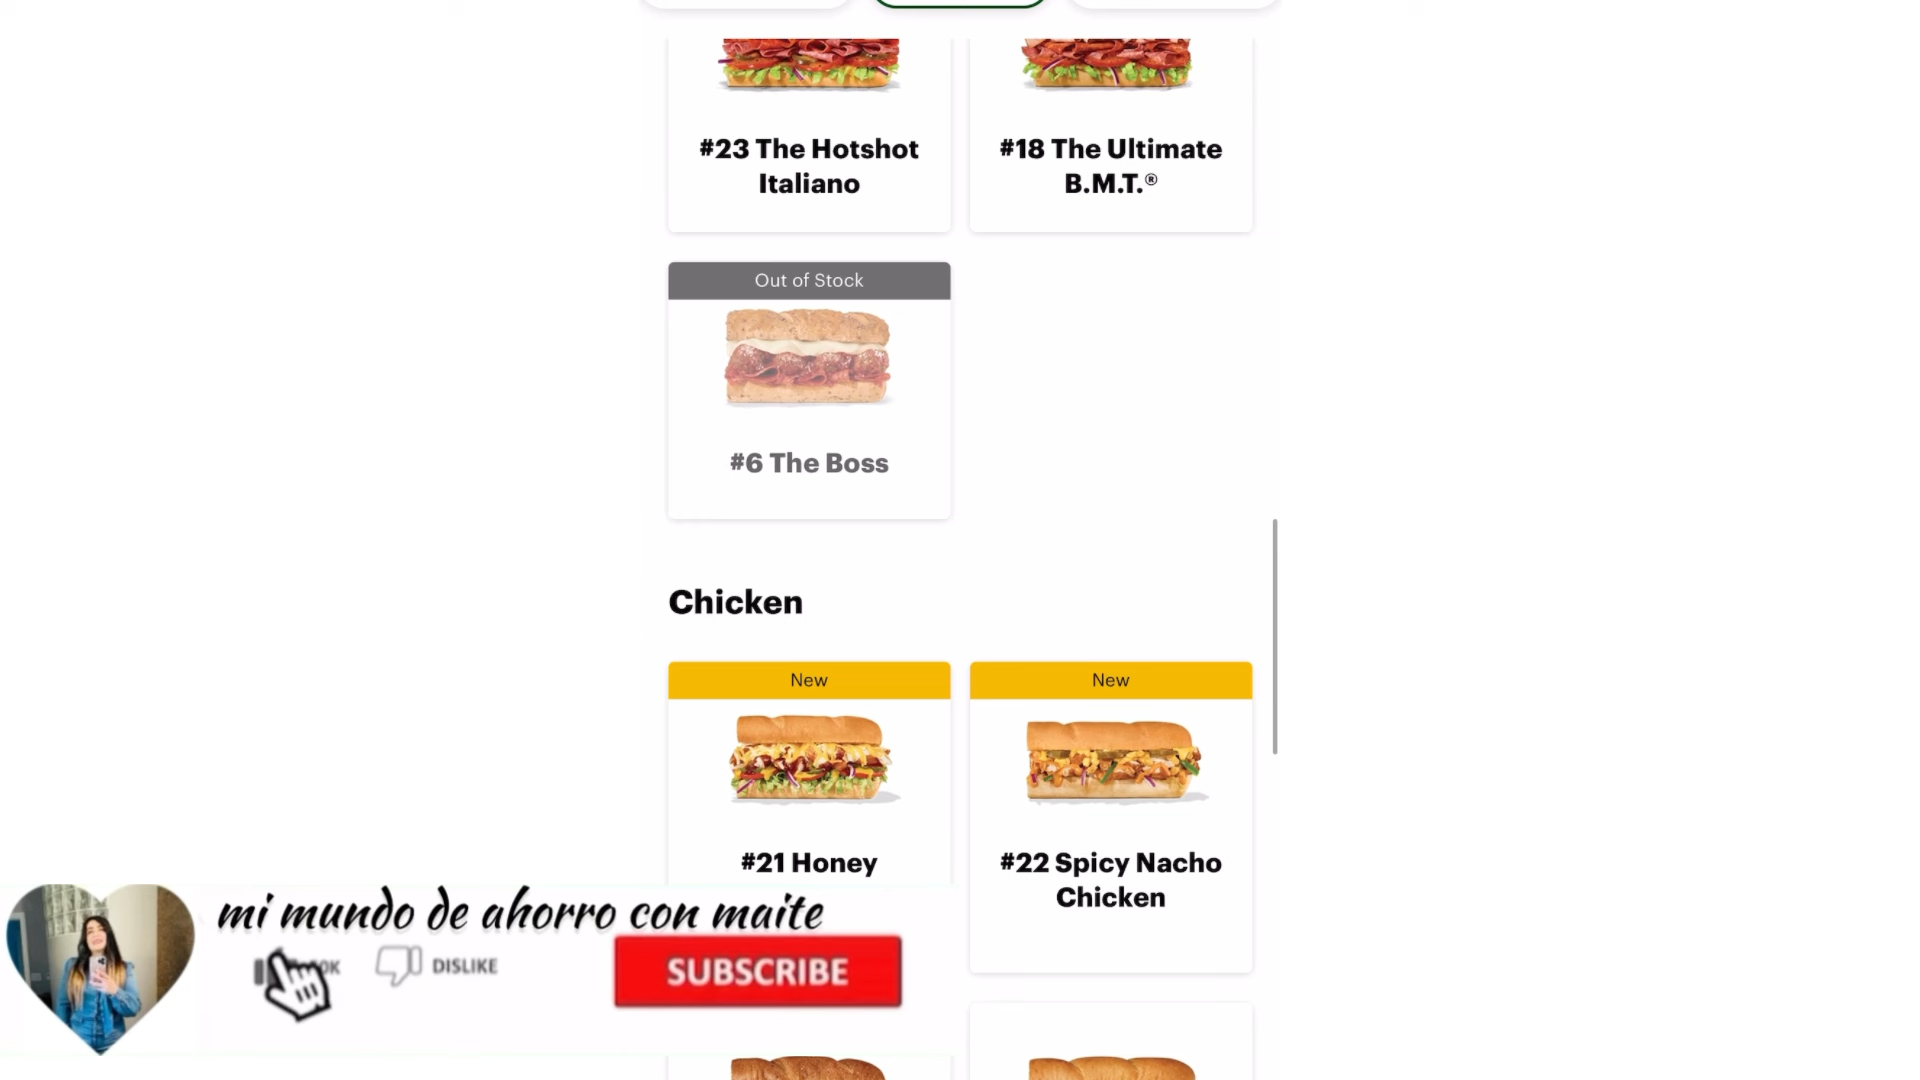 #23 The Hotshot
Italiano
#18 The Ultimate
B.M.T.®
Out of Stock
#6 The Boss
Chicken
New
New
#21 Honey
#22 Spicy Nacho
Chicken
mi mundo de ahorro con maite
DISLIKE
SUBSCRIBE